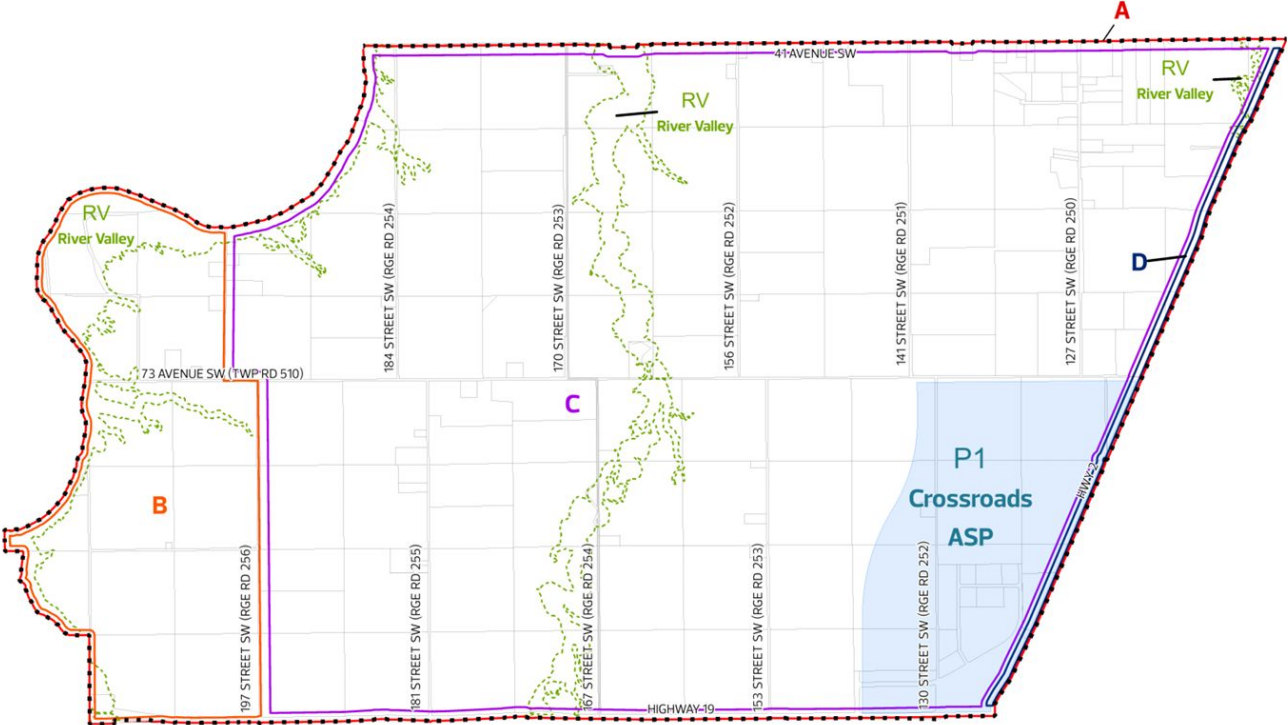 A
41 AVENUE SW
RV
River Valley
RV
River Valley
RV
River Valley
184 STREET SW (RGE RD 254)
170 STREET SW (RGE RD 253)
156 STREET SW (RGE RD 252)
141 STREET SW (RGE RD 251)
127 STREET SW (RGE RD 250)
D
73 AVENUE SW (TWP RD 510)
C
P1
Crossroads
ASP
HWY 2
B
197 STREET SW (RGE RD 256)
181 STREET SW (RGE RD 255)
167 STREET SW (RGE RD 254)
153 STREET SW (RGE RD 253)
130 STREET SW (RGE RD 252)
HIGHWAY 19